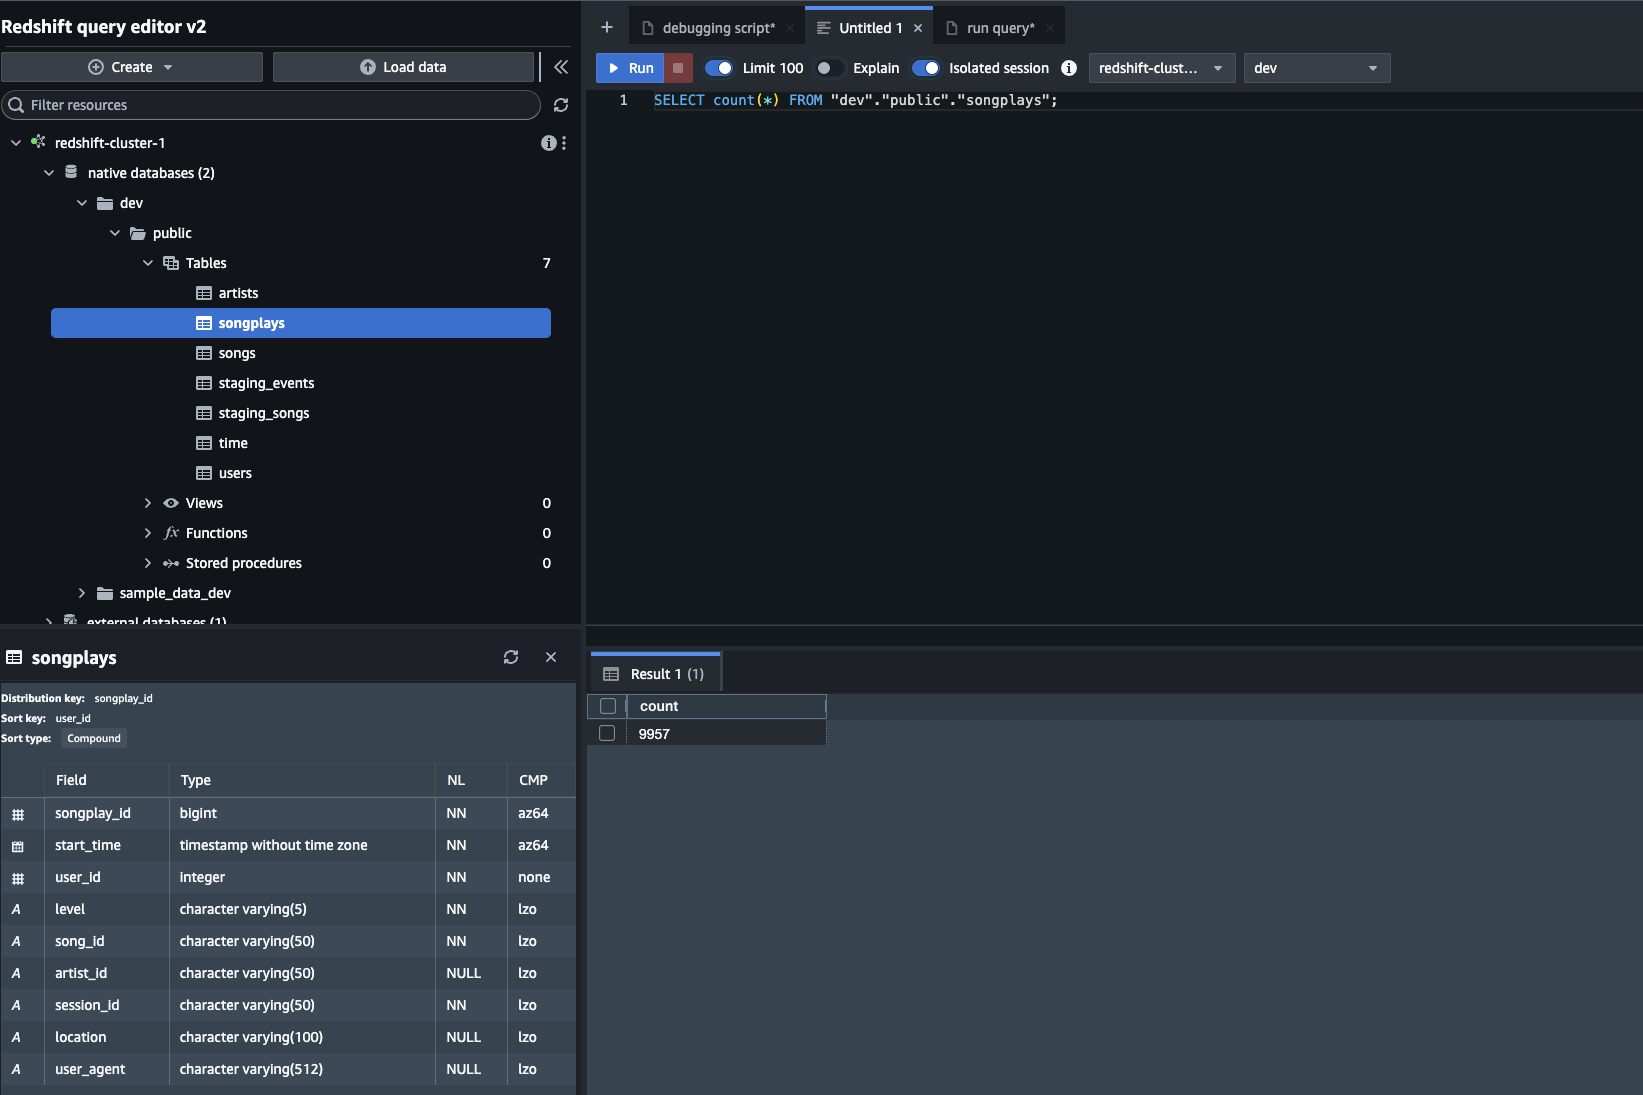 Redshift query editor v2
Create
Load data
Filter resources
redshift-cluster-1
native databases (2)
dev
public
Tables 7
artists
songplays
songs
staging_events
staging_songs
time
users
Views 0
fx Functions 0
Stored procedures 0
sample_data_dev
external databases (1)
songplays
Distribution key: songplay_id
Sort key: user_id
Sort type: Compound
Field Type NL CMP
songplay_id bigint NN az64
start_time timestamp without time zone NN az64
user_id integer NN none
A level character varying(5) NN lzo
A song_id character varying(50) NN lzo
A artist_id character varying(50) NULL lzo
A session_id character varying(50) NN lzo
A location character varying(100) NULL lzo
A user_agent character varying(512) NULL lzo
debugging script* Untitled 1 run query*
Run Limit 100 Explain Isolated session redshift-clust... dev
1 SELECT count(*) FROM "dev"."public"."songplays";
Result 1 (1)
count
9957